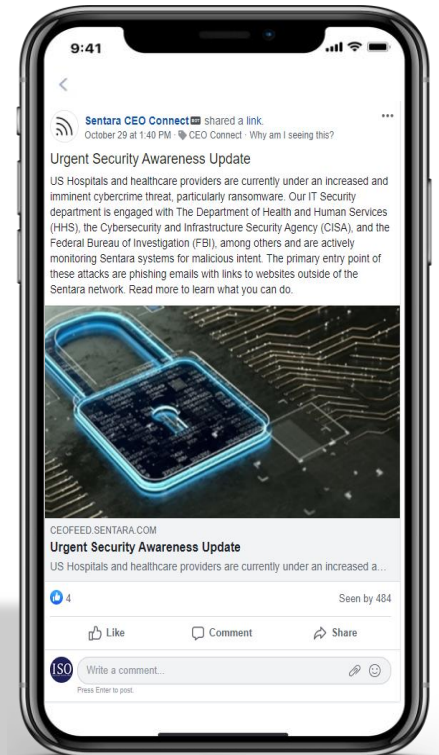 9:41
Sentara CEO Connect BOT shared a link.
October 29 at 1:40 PM · CEO Connect · Why am I seeing this?
Urgent Security Awareness Update
US Hospitals and healthcare providers are currently under an increased and
imminent cybercrime threat, particularly ransomware. Our IT Security
department is engaged with The Department of Health and Human Services
(HHS), the Cybersecurity and Infrastructure Security Agency (CISA), and the
Federal Bureau of Investigation (FBI), among others and are actively
monitoring Sentara systems for malicious intent. The primary entry point of
these attacks are phishing emails with links to websites outside of the
Sentara network. Read more to learn what you can do.
CEOFEED.SENTARA.COM
Urgent Security Awareness Update
US Hospitals and healthcare providers are currently under an increased a...
4
Seen by 484
Like
Comment
Share
ISO
Write a comment...
Press Enter to post.